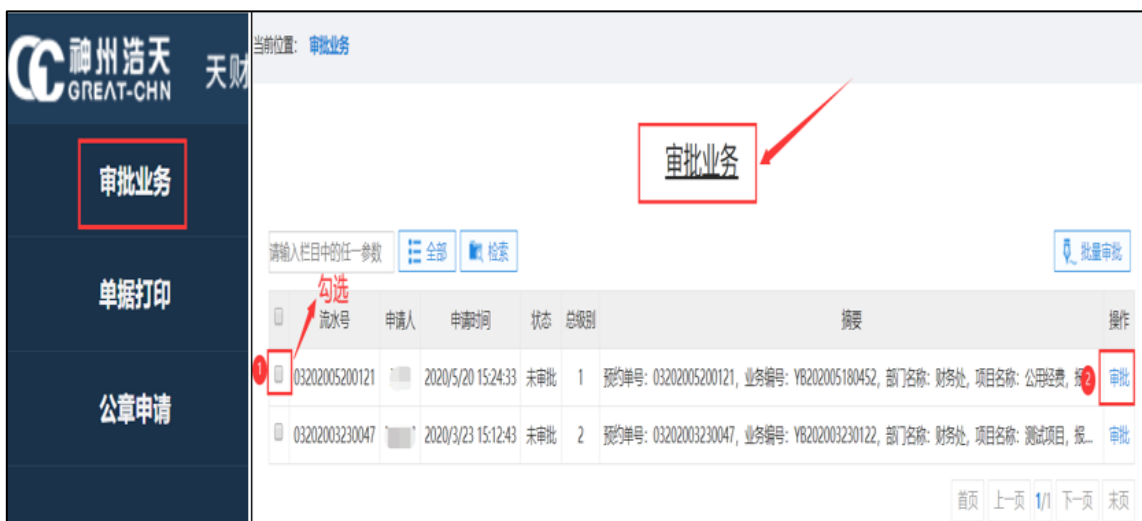 神州浩天
GREAT-CHN
天财
当前位置: 审批业务
审批业务
审批业务
单据打印
公章申请
请输入栏目中的任一参数 全部 检索 批量审批
勾选
流水号 申请人 申请时间 状态 总级别 摘要 操作
1 03202005200121 2020/5/20 15:24:33 未审批 1 预约单号: 03202005200121, 业务编号: YB202005180452, 部门名称: 财务处, 项目名称: 公用经费, 报 2 审批
03202003230047 2020/3/23 15:12:43 未审批 2 预约单号: 03202003230047, 业务编号: YB202003230122, 部门名称: 财务处, 项目名称: 测试项目, 报... 审批
首页 上一页 1/1 下一页 末页